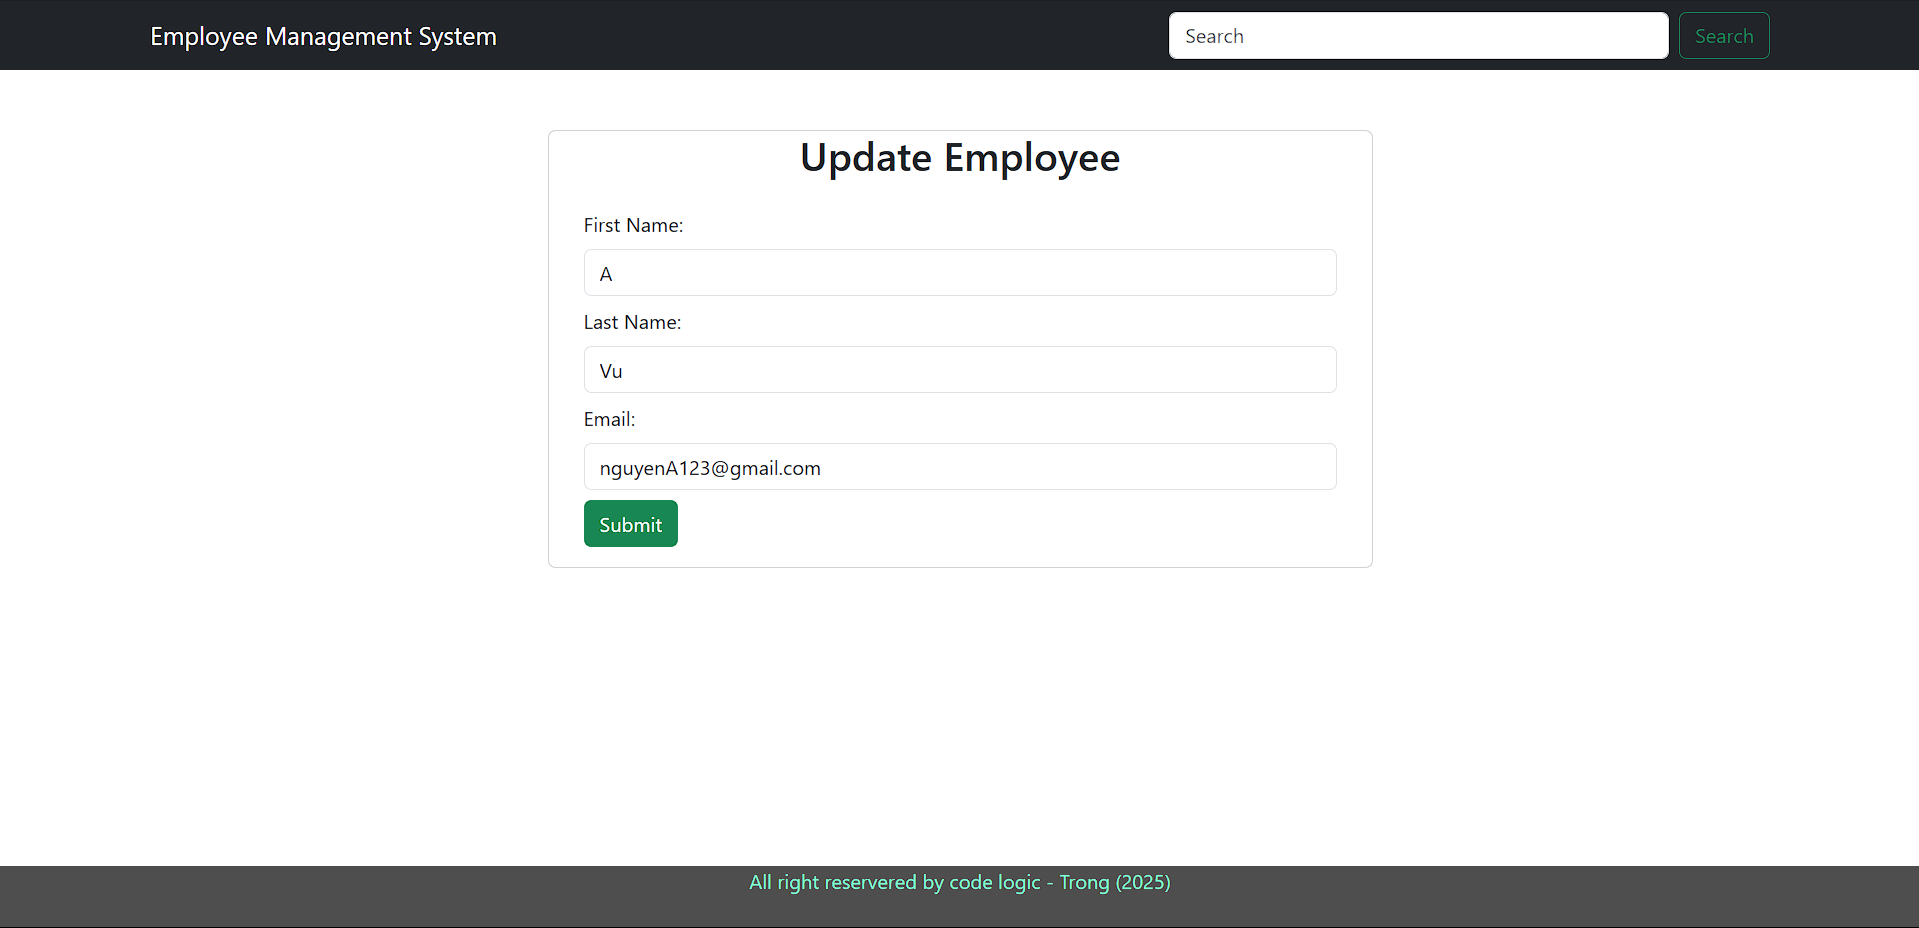 Employee Management System
Search
Search
Update Employee
First Name:
A
Last Name:
Vu
Email:
nguyenA123@gmail.com
Submit
All right reservered by code logic - Trong (2025)